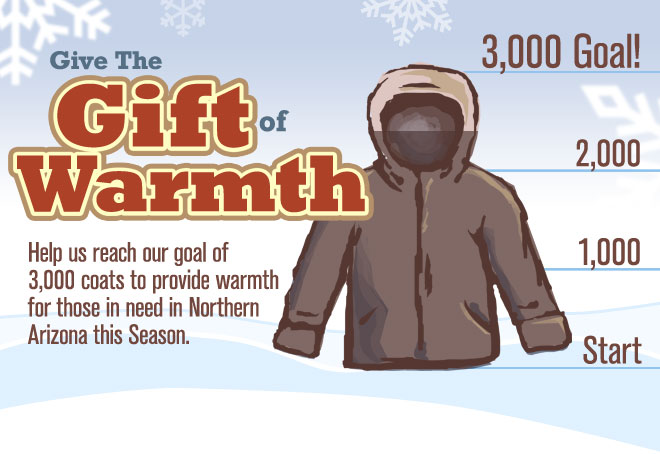 Give The
Gift of
Warmth
Help us reach our goal of
3,000 coats to provide warmth
for those in need in Northern
Arizona this Season.
3,000 Goal!
2,000
1,000
Start